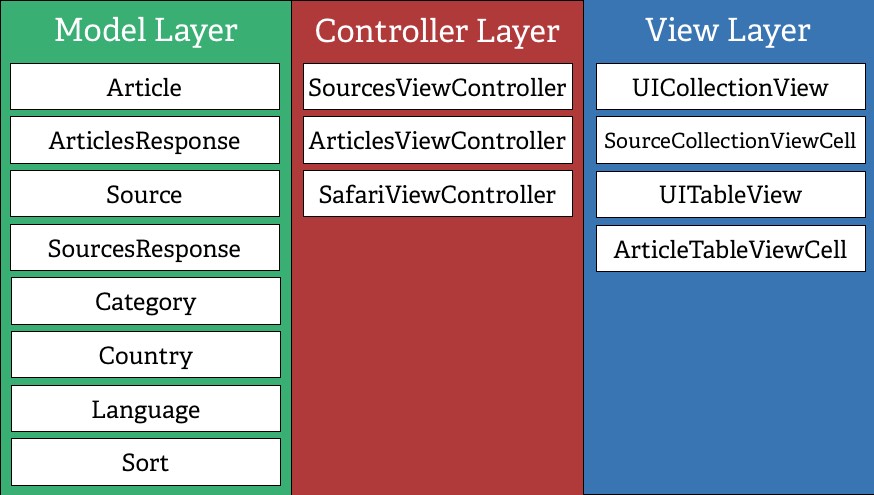 Model Layer
Article
ArticlesResponse
Source
SourcesResponse
Category
Country
Language
Sort
Controller Layer
SourcesViewController
ArticlesViewController
SafariViewController
View Layer
UICollectionView
SourceCollectionViewCell
UITableView
ArticleTableViewCell